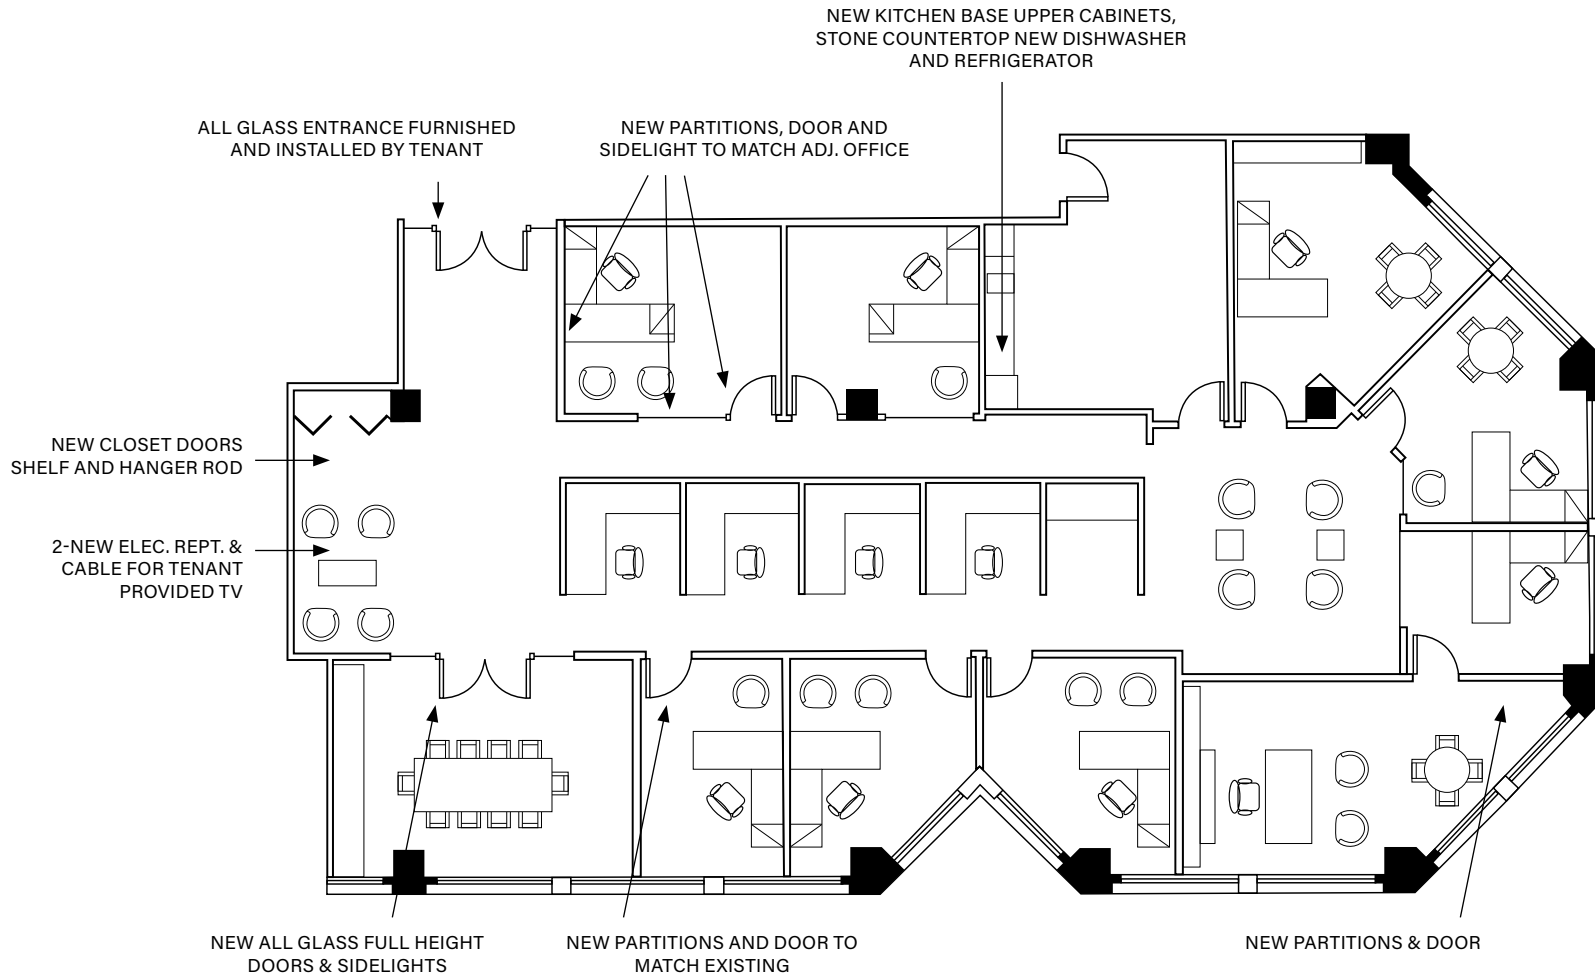 NEW KITCHEN BASE UPPER CABINETS,
STONE COUNTERTOP NEW DISHWASHER
AND REFRIGERATOR
ALL GLASS ENTRANCE FURNISHED
AND INSTALLED BY TENANT
NEW PARTITIONS, DOOR AND
SIDELIGHT TO MATCH ADJ. OFFICE
NEW CLOSET DOORS
SHELF AND HANGER ROD
2-NEW ELEC. REPT. &
CABLE FOR TENANT
PROVIDED TV
NEW ALL GLASS FULL HEIGHT
DOORS & SIDELIGHTS
NEW PARTITIONS AND DOOR TO
MATCH EXISTING
NEW PARTITIONS & DOOR